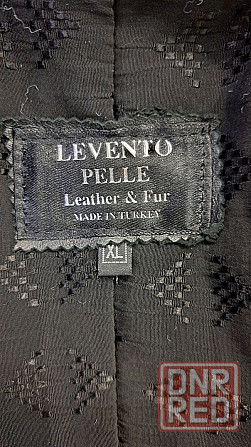 LEVENTO
PELLE
Leather & Fur
MADE IN TURKEY
XL
DNR
RED